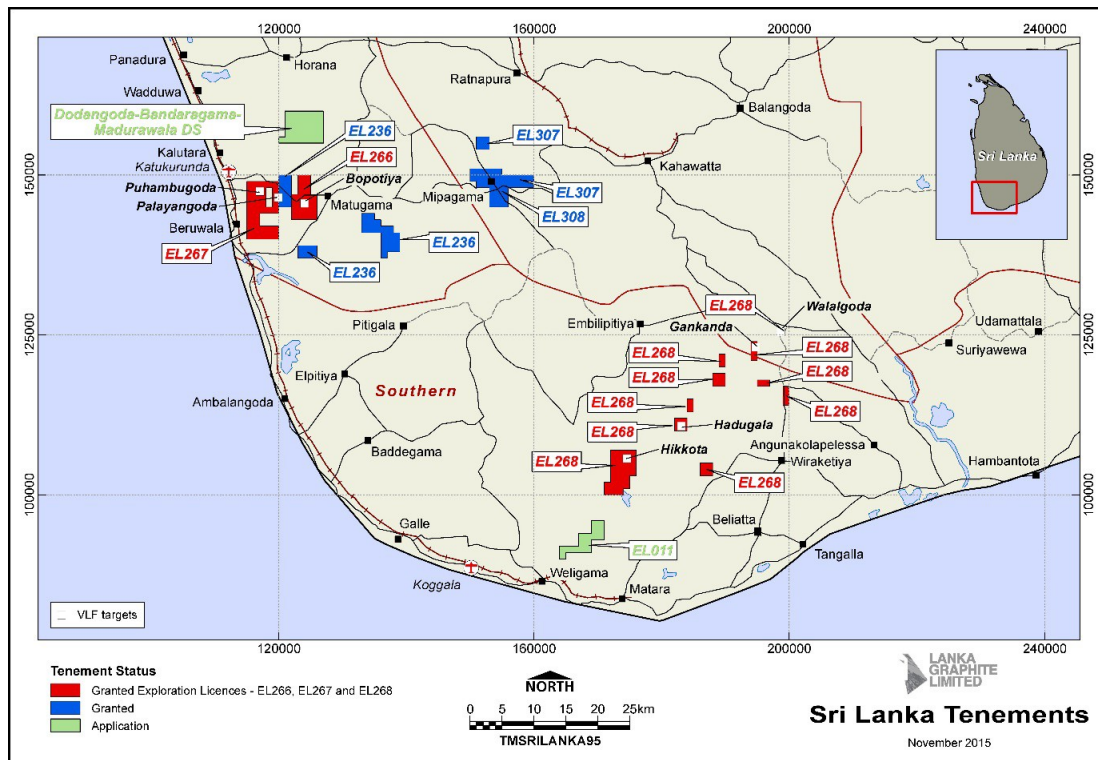 120000
160000
200000
240000
Panadura
Horana
Ratnapura
Wadduwa
Balangoda
Dodangoda-Bandaragama-
Madurawala DS
EL236
EL307
Sri Lanka
Kalutara
EL266
Kahawatta
Katukurunda
150000
150000
Puhambugoda
Bopotiya
EL307
Palayangoda
Matugama
Mipagama
EL308
Beruwala
EL267
EL236
EL236
EL268
Walalgoda
Pitigala
Embilipitiya
Gankanda
Udamattala
125000
125000
Suriyawewa
EL268
EL268
EL268
EL268
Elpitiya
Southern
Ambalangoda
EL268
EL268
EL268
Hadugala
Baddegama
Hikkota
Angunakolapelessa
EL268
Wiraketiya
Hambantota
EL268
100000
100000
Galle
Beliatta
EL011
Tangalla
Koggala
Weligama
Matara
VLF targets
120000
160000
200000
240000
Tenement Status
Granted Exploration Licences - EL266, EL267 and EL268
Granted
Application
NORTH
0 5 10 15 20 25km
TMSRILANKA95
LANKA
GRAPHITE
LIMITED
Sri Lanka Tenements
November 2015